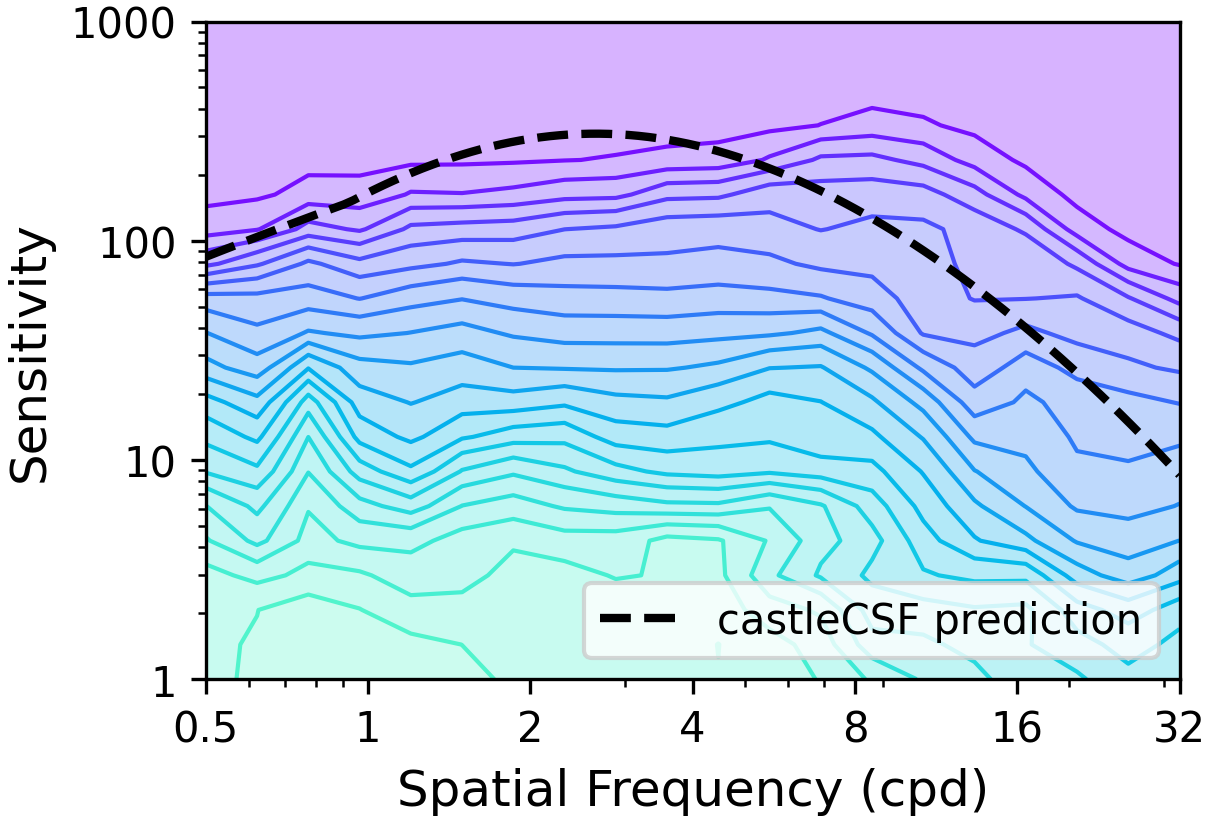 1000
100
10
1
Sensitivity
castleCSF prediction
0.5 1 2 4 8 16 32
Spatial Frequency (cpd)